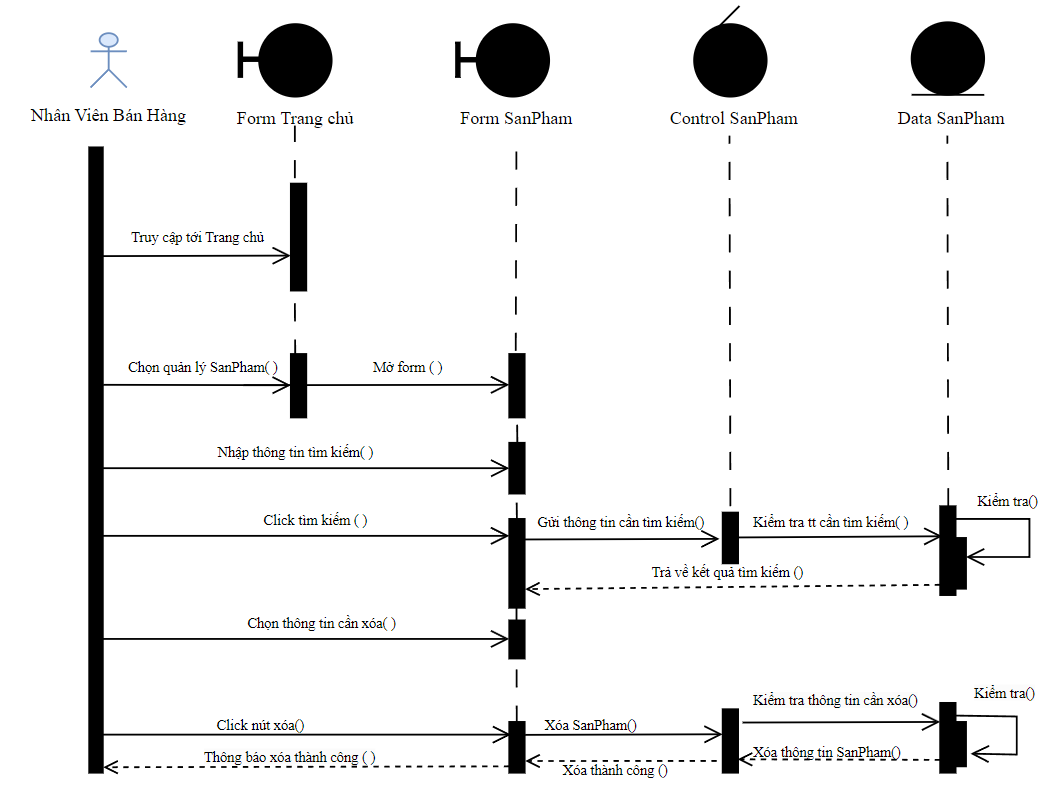 Nhân Viên Bán Hàng
Form Trang chủ
Form SanPham
Control SanPham
Data SanPham
Truy cập tới Trang chủ
Chọn quản lý SanPham( )
Mở form ( )
Nhập thông tin tìm kiếm( )
Click tìm kiếm ( )
Gửi thông tin cần tìm kiếm()
Kiểm tra tt cần tìm kiếm( )
Kiểm tra()
Trả về kết quả tìm kiếm ()
Chọn thông tin cần xóa( )
Click nút xóa()
Xóa SanPham()
Kiểm tra thông tin cần xóa()
Kiểm tra()
Thông báo xóa thành công ( )
Xóa thành công ()
Xóa thông tin SanPham()